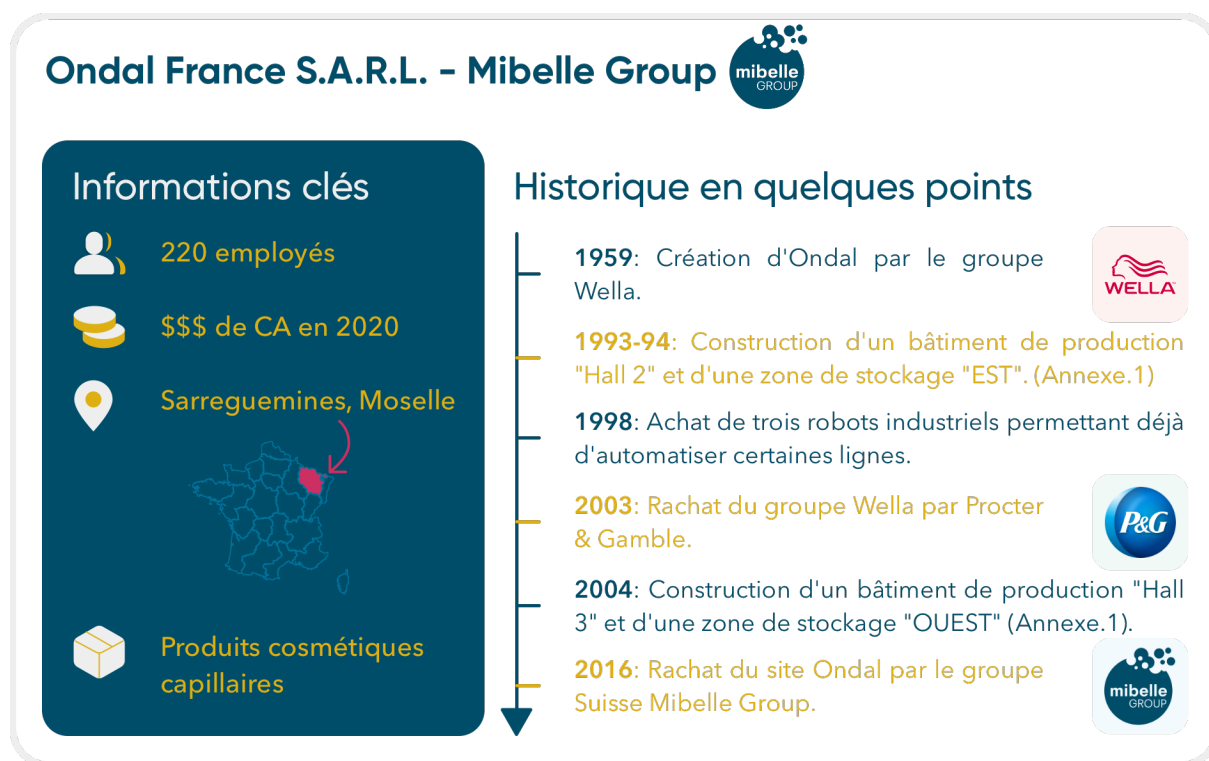 Ondal France S.A.R.L. - Mibelle Group
mibelle
GROUP
Informations clés
220 employés
$$$ de CA en 2020
Sarreguemines, Moselle
Produits cosmétiques
capillaires
Historique en quelques points
1959: Création d'Ondal par le groupe
Wella.
WELLA
1993-94: Construction d'un bâtiment de production
"Hall 2" et d'une zone de stockage "EST". (Annexe.1)
1998: Achat de trois robots industriels permettant déjà
d'automatiser certaines lignes.
2003: Rachat du groupe Wella par Procter
& Gamble.
P&G
2004: Construction d'un bâtiment de production "Hall
3" et d'une zone de stockage "OUEST" (Annexe.1).
2016: Rachat du site Ondal par le groupe
Suisse Mibelle Group.
mibelle
GROUP